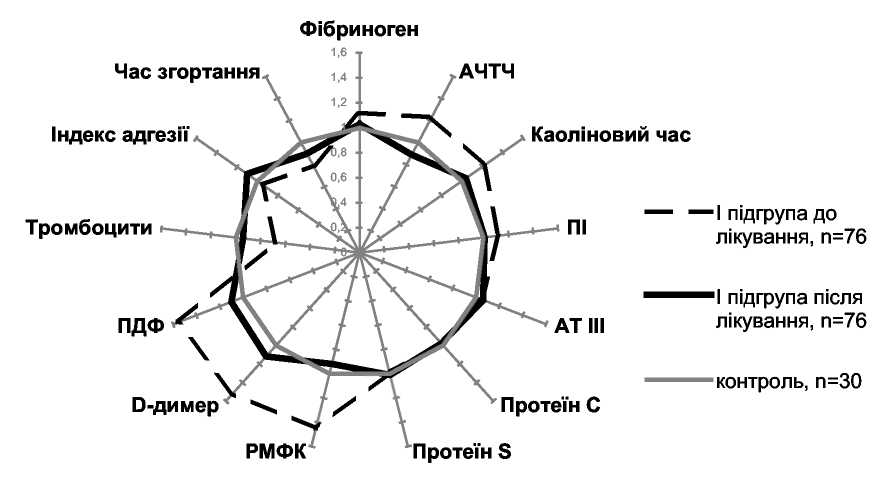 Фібриноген
1,6
1,4
1,2
1
0,8
0,6
0,4
0,2
0
АЧТЧ
Каоліновий час
ПІ
АТ ІІІ
Протеїн С
Протеїн S
РМФК
D-димер
ПДФ
Тромбоцити
Індекс адгезії
Час згортання
І підгрупа до
лікування, n=76
І підгрупа після
лікування, n=76
контроль, n=30